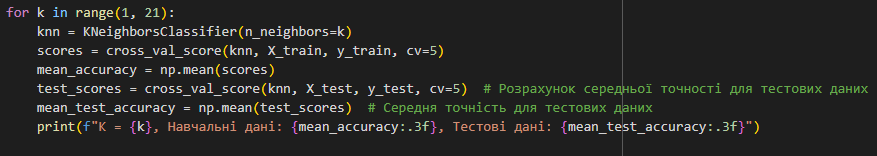 for k in range(1, 21):
    knn = KNeighborsClassifier(n_neighbors=k)
    scores = cross_val_score(knn, X_train, y_train, cv=5)
    mean_accuracy = np.mean(scores)
    test_scores = cross_val_score(knn, X_test, y_test, cv=5)  # Розрахунок середньої точності для тестових даних
    mean_test_accuracy = np.mean(test_scores)  # Середня точність для тестових даних
    print(f"K = {k}, Навчальні дані: {mean_accuracy:.3f}, Тестові дані: {mean_test_accuracy:.3f}")